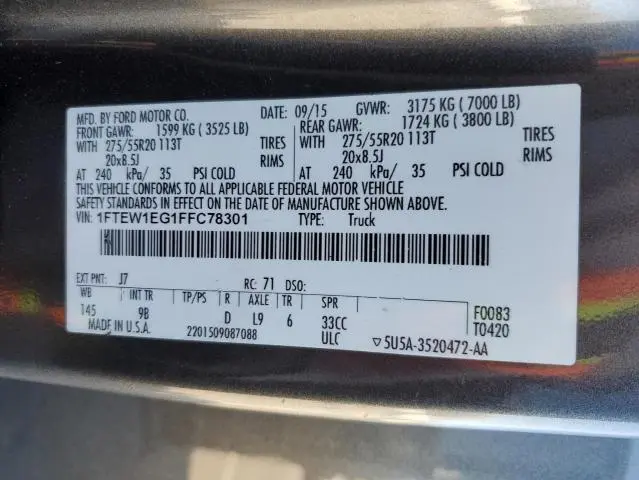 MFD. BY FORD MOTOR CO. DATE: 09/15 GVWR: 3175 KG ( 7000 LB)
FRONT GAWR: 1599 KG ( 3525 LB) REAR GAWR: 1724 KG ( 3800 LB)
WITH 275/55R20 113T TIRES WITH 275/55R20 113T TIRES
20x8.5J RIMS 20x8.5J RIMS
AT 240 kPa/ 35 PSI COLD AT 240 kPa/ 35 PSI COLD
THIS VEHICLE CONFORMS TO ALL APPLICABLE FEDERAL MOTOR VEHICLE
SAFETY STANDARDS IN EFFECT ON THE DATE OF MANUFACTURE SHOWN ABOVE.
VIN: 1FTEW1EG1FFC78301 TYPE: Truck
EXT PNT: J7 RC: 71 DSO:
WB INT TR TP/PS R AXLE TR SPR
145 9B D L9 6 33CC F0083
MADE IN U.S.A. 2201509087088 ULC T0420
▽5U5A-3520472-AA